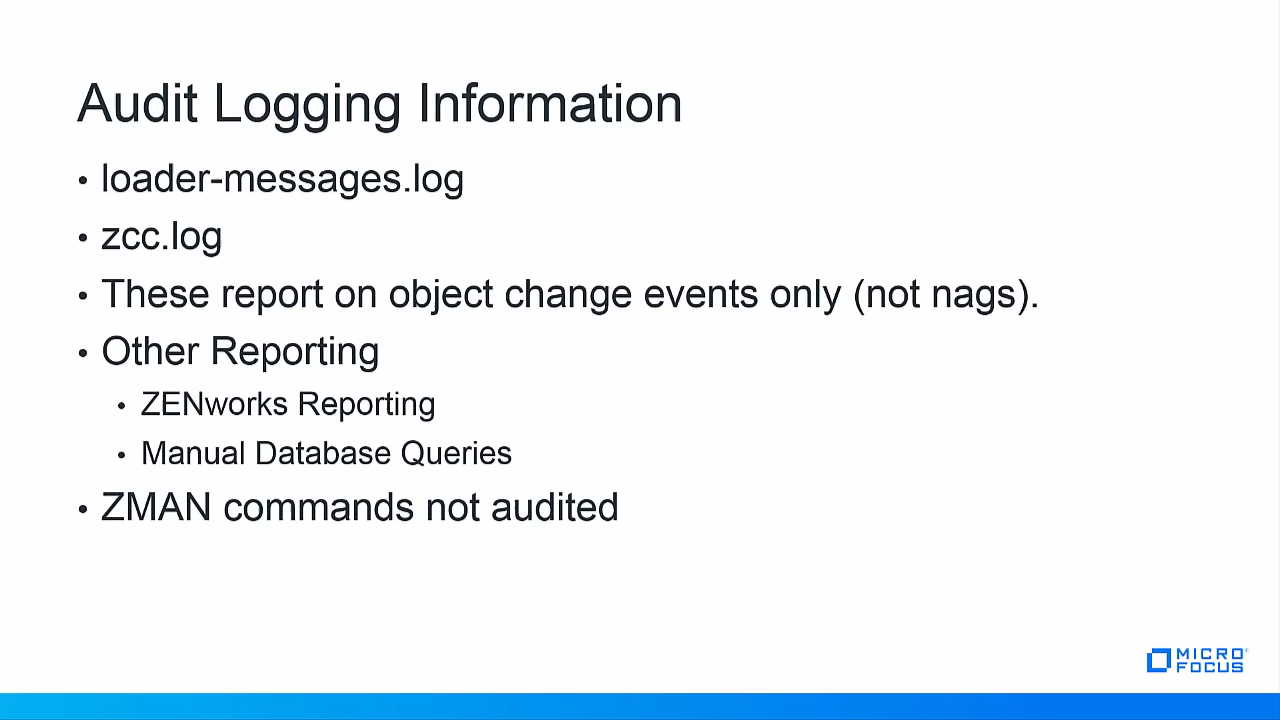 Audit Logging Information
• loader-messages.log
• zcc.log
• These report on object change events only (not nags).
• Other Reporting
• ZENworks Reporting
• Manual Database Queries
• ZMAN commands not audited
MICRO
FOCUS